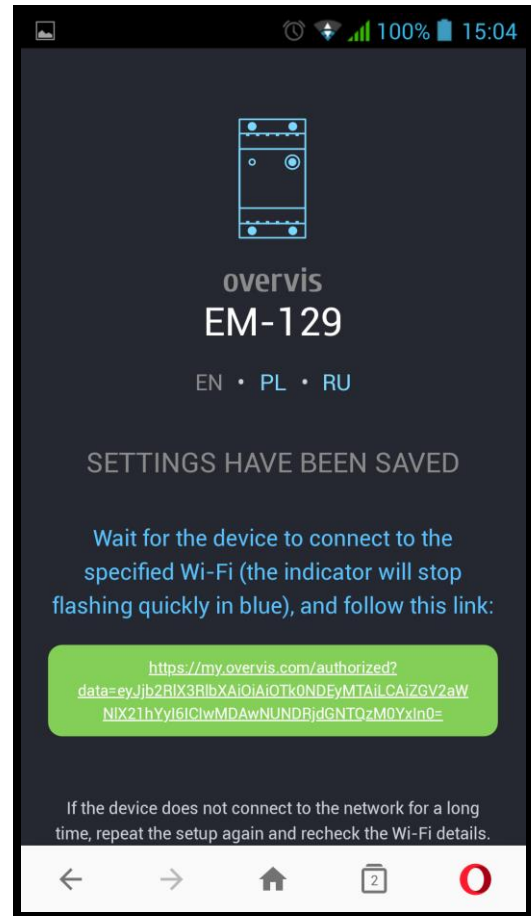 100% 15:04
overvis
EM-129
EN • PL • RU
SETTINGS HAVE BEEN SAVED
Wait for the device to connect to the
specified Wi-Fi (the indicator will stop
flashing quickly in blue), and follow this link:
https://my.overvis.com/authorized?
data=eyJjb2RlX3RlbXAiOiAiOTk0NDEyMTAiLCAiZGV2aW
NlX21hYyI6ICIwMDAwNUNDRjdGNTQzM0YxIn0=
If the device does not connect to the network for a long
time, repeat the setup again and recheck the Wi-Fi details.
2